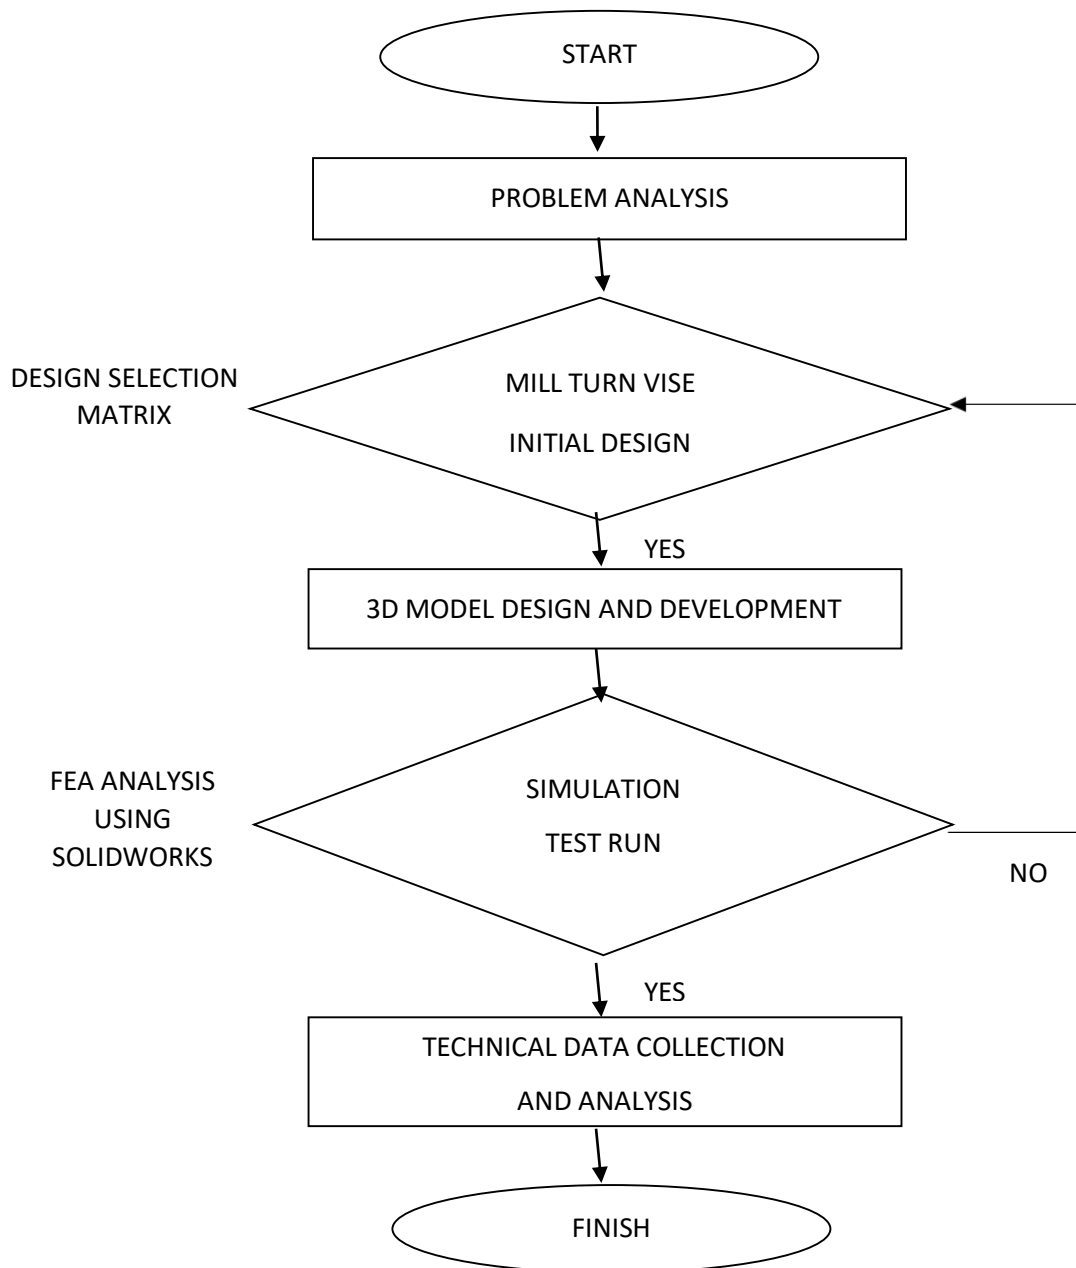 START
PROBLEM ANALYSIS
DESIGN SELECTION
MATRIX
MILL TURN VISE
INITIAL DESIGN
YES
3D MODEL DESIGN AND DEVELOPMENT
FEA ANALYSIS
USING
SOLIDWORKS
SIMULATION
TEST RUN
NO
YES
TECHNICAL DATA COLLECTION
AND ANALYSIS
FINISH